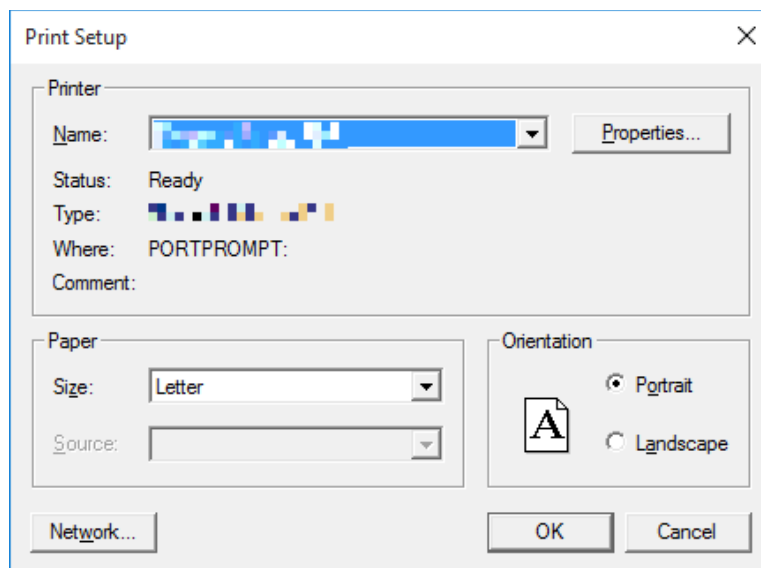 Print Setup
Printer
Name:
Properties...
Status: Ready
Type:
Where: PORTPROMPT:
Comment:
Paper
Size: Letter
Source:
Orientation
A
Portrait
Landscape
Network...
OK
Cancel